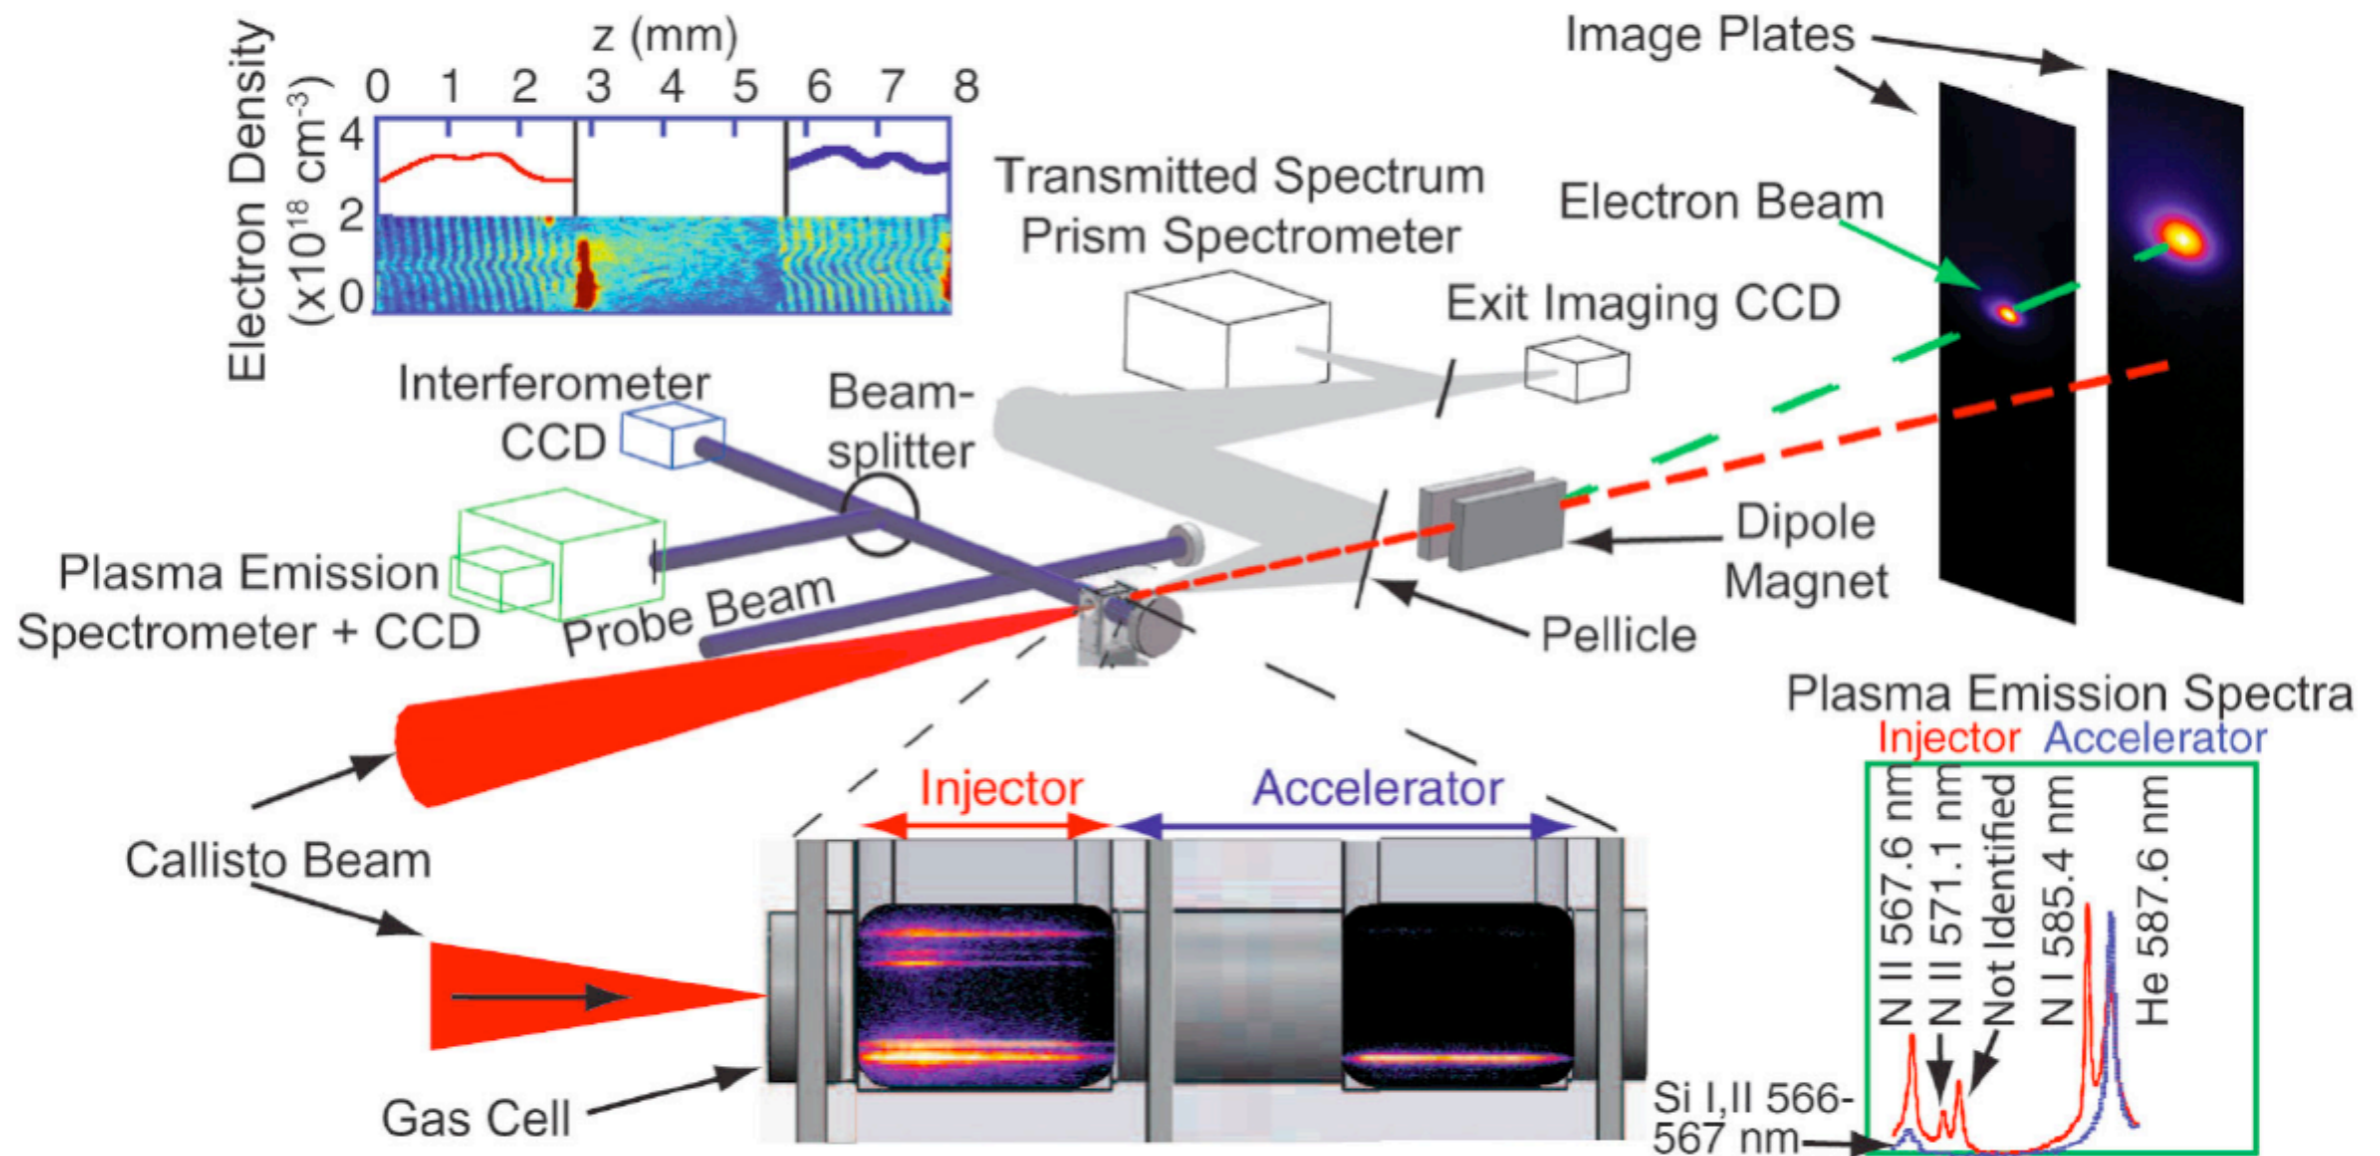 z (mm)
0 1 2 3 4 5 6 7 8
Electron Density
(x10¹⁸ cm⁻³)
4
2
0
Image Plates
Transmitted Spectrum
Prism Spectrometer
Electron Beam
Exit Imaging CCD
Interferometer
CCD
Beam-
splitter
Plasma Emission
Spectrometer + CCD
Probe Beam
Dipole
Magnet
Pellicle
Callisto Beam
Gas Cell
Injector
Accelerator
Plasma Emission Spectra
Injector Accelerator
N II 567.6 nm
N II 571.1 nm
Not Identified
N I 585.4 nm
He 587.6 nm
Si I,II 566-
567 nm